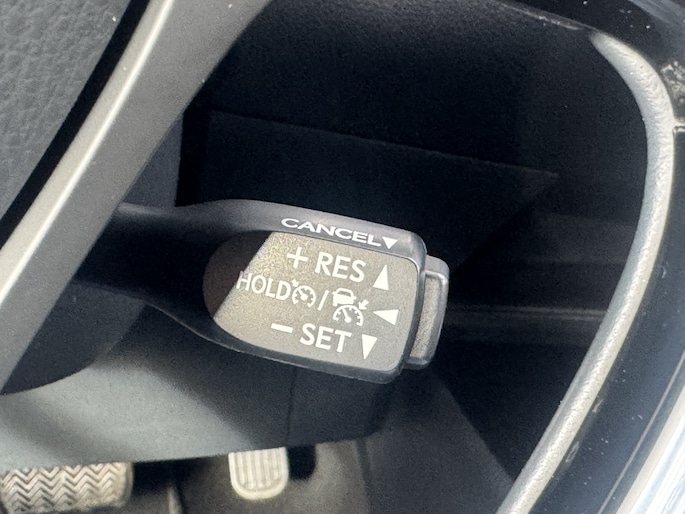 CANCEL▼
+ RES ▲
HOLD / ◀
− SET ▼